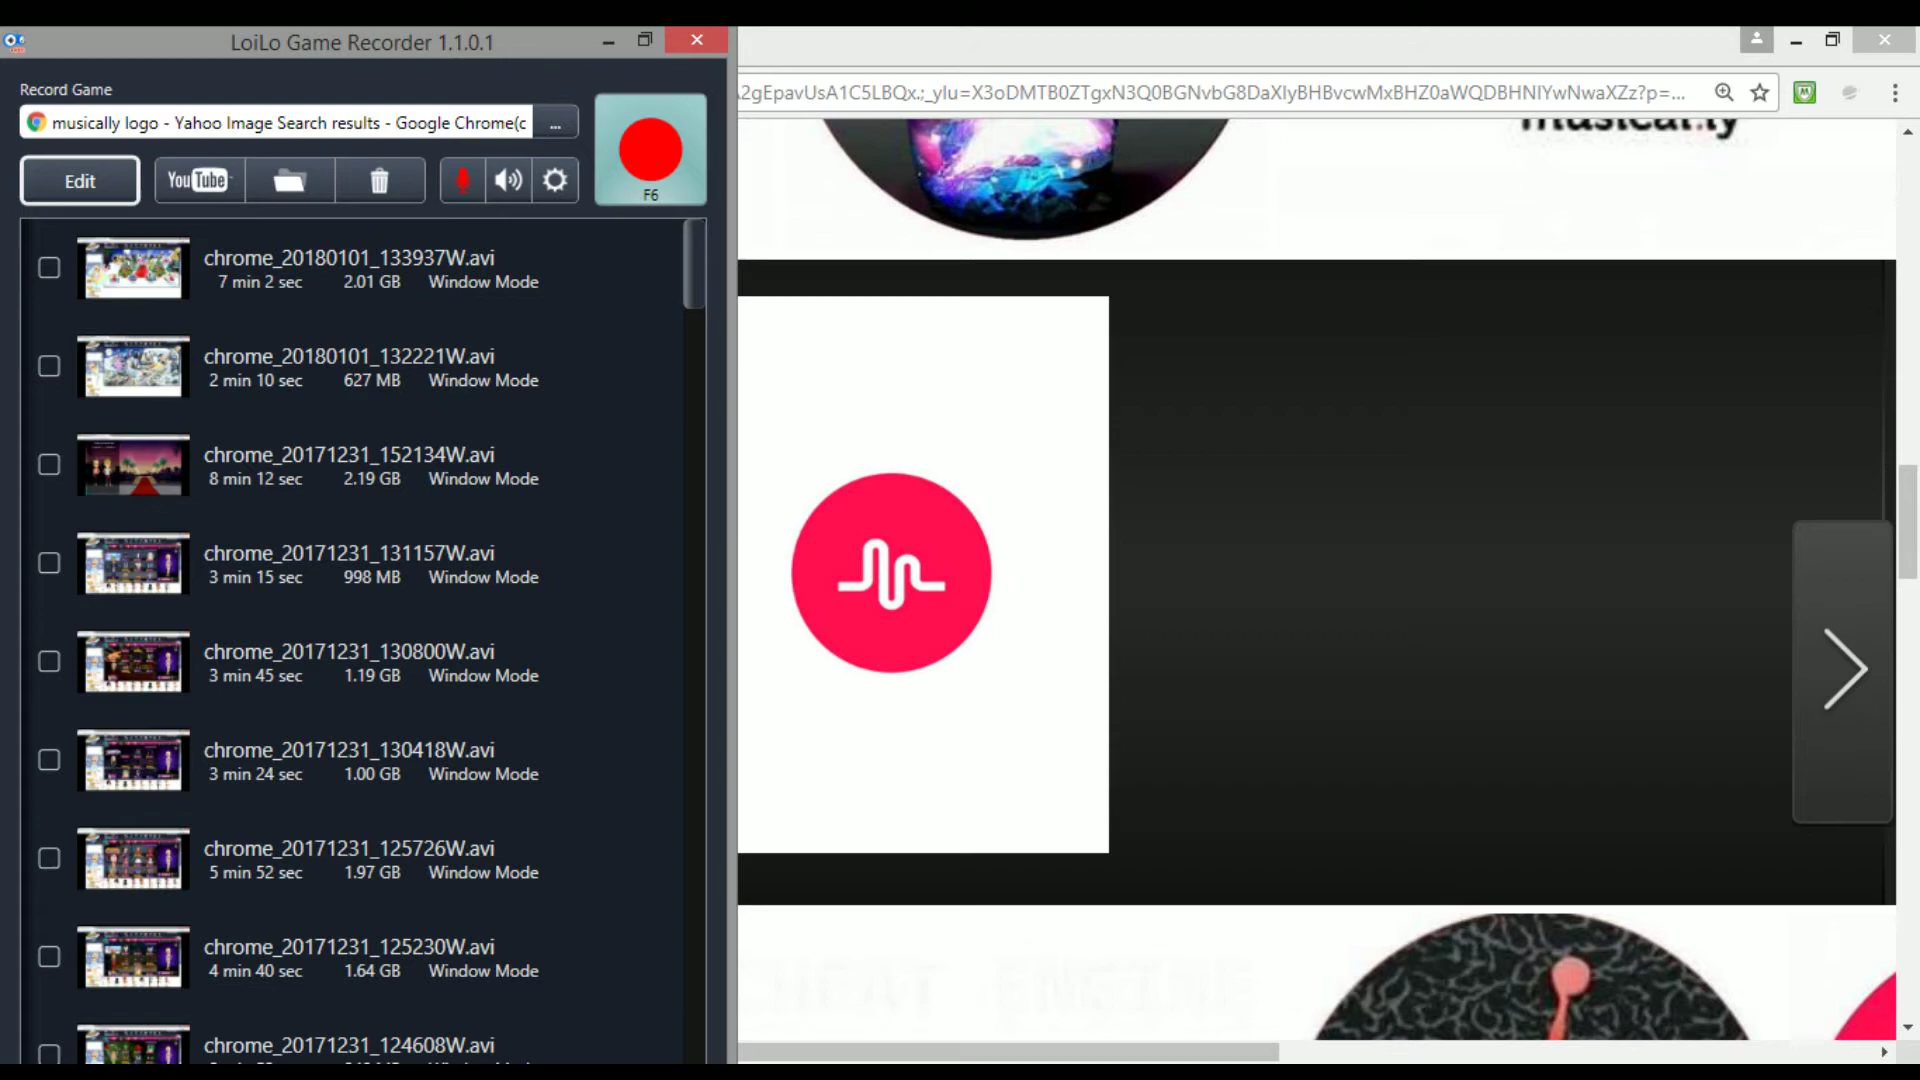 LoiLo Game Recorder 1.1.0.1
Record Game
musically logo - Yahoo Image Search results - Google Chrome(c
...
F6
Edit
YouTube
chrome_20180101_133937W.avi
7 min 2 sec 2.01 GB Window Mode
chrome_20180101_132221W.avi
2 min 10 sec 627 MB Window Mode
chrome_20171231_152134W.avi
8 min 12 sec 2.19 GB Window Mode
chrome_20171231_131157W.avi
3 min 15 sec 998 MB Window Mode
chrome_20171231_130800W.avi
3 min 45 sec 1.19 GB Window Mode
chrome_20171231_130418W.avi
3 min 24 sec 1.00 GB Window Mode
chrome_20171231_125726W.avi
5 min 52 sec 1.97 GB Window Mode
chrome_20171231_125230W.avi
4 min 40 sec 1.64 GB Window Mode
chrome_20171231_124608W.avi
musical.ly